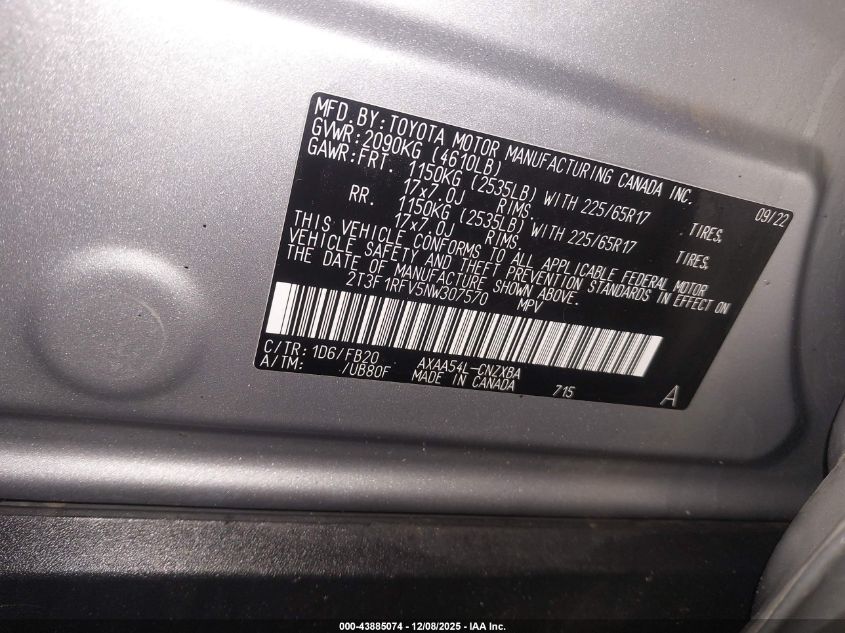 MFD.BY:TOYOTA MOTOR MANUFACTURING CANADA INC.
GVWR:2090KG (4610LB) 09/22
GAWR:FRT. 1150KG (2535LB) WITH 225/65R17 TIRES,
17x7.0J RIMS,
RR. 1150KG (2535LB) WITH 225/65R17 TIRES,
17x7.0J RIMS.
THIS VEHICLE CONFORMS TO ALL APPLICABLE FEDERAL MOTOR
VEHICLE SAFETY AND THEFT PREVENTION STANDARDS IN EFFECT ON
THE DATE OF MANUFACTURE SHOWN ABOVE.
2T3F1RFV5NW307570 MPV
C/TR: 1D6/FB20 AXAA54L-CNZXBA
A/TM: /UB80F MADE IN CANADA 715 A
000-43885074 - 12/08/2025 - IAA Inc.